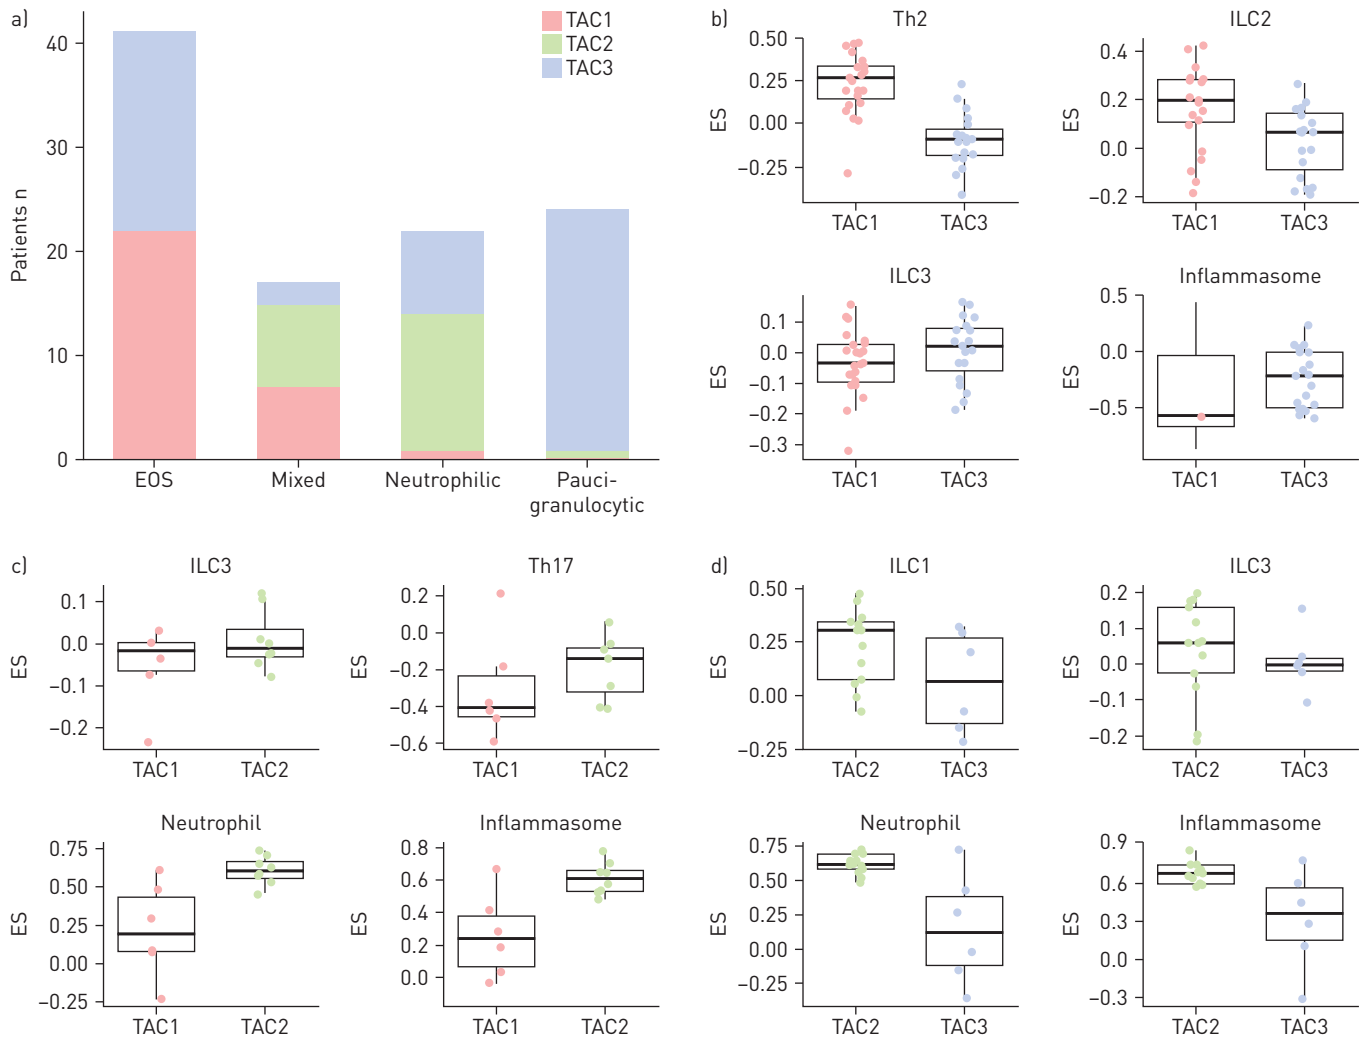 a)
TAC1
TAC2
TAC3
40
30
20
10
0
Patients n
EOS
Mixed
Neutrophilic
Pauci-
granulocytic
b)
Th2
0.50
0.25
0.00
−0.25
ES
TAC1
TAC3
ILC2
0.4
0.2
0.0
−0.2
ES
TAC1
TAC3
ILC3
0.1
0.0
−0.1
−0.2
−0.3
ES
TAC1
TAC3
Inflammasome
0.5
0.0
−0.5
ES
TAC1
TAC3
c)
ILC3
0.1
0.0
−0.1
−0.2
ES
TAC1
TAC2
Th17
0.2
0.0
−0.2
−0.4
−0.6
ES
TAC1
TAC2
Neutrophil
0.75
0.50
0.25
0.00
−0.25
ES
TAC1
TAC2
Inflammasome
0.8
0.6
0.4
0.2
0.0
ES
TAC1
TAC2
d)
ILC1
0.50
0.25
0.00
−0.25
ES
TAC2
TAC3
ILC3
0.2
0.1
0.0
−0.1
−0.2
ES
TAC2
TAC3
Neutrophil
0.75
0.50
0.25
0.00
−0.25
ES
TAC2
TAC3
Inflammasome
0.9
0.6
0.3
0.0
−0.3
ES
TAC2
TAC3